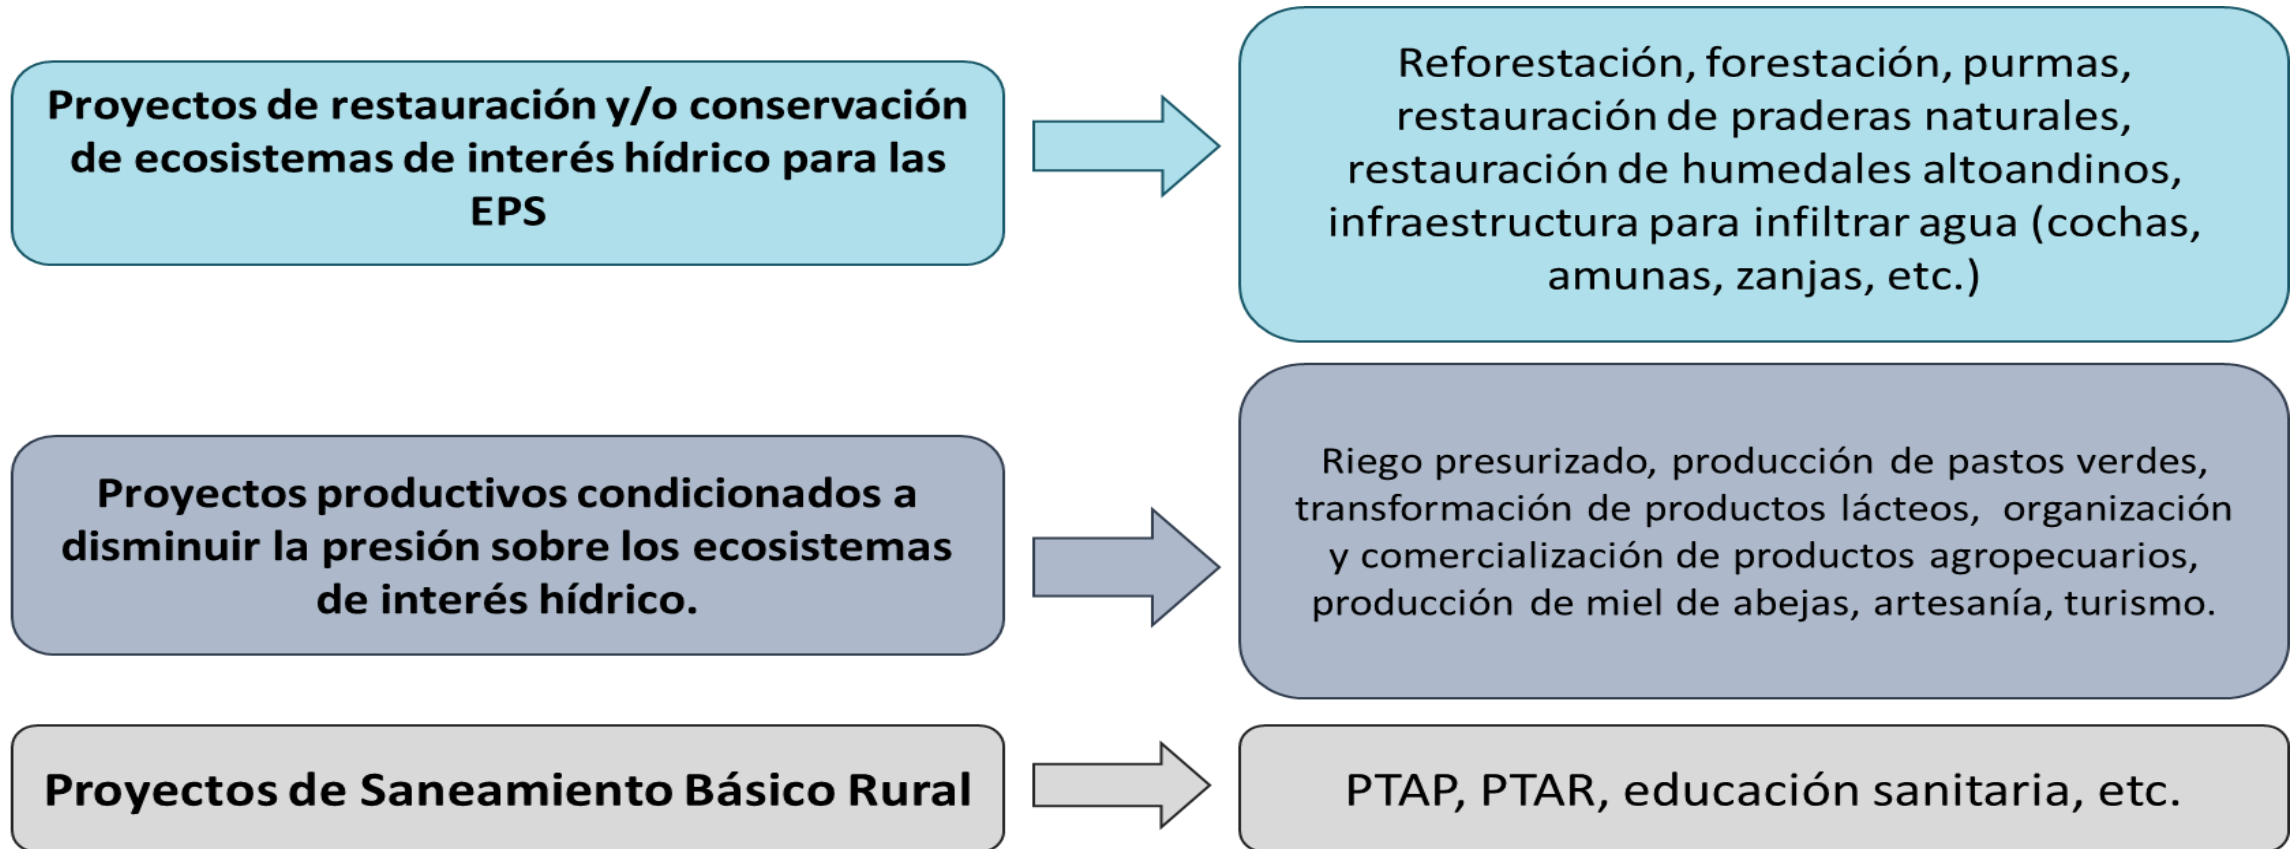 Proyectos de restauración y/o conservación
de ecosistemas de interés hídrico para las
EPS
Reforestación, forestación, purmas,
restauración de praderas naturales,
restauración de humedales altoandinos,
infraestructura para infiltrar agua (cochas,
amunas, zanjas, etc.)
Proyectos productivos condicionados a
disminuir la presión sobre los ecosistemas
de interés hídrico.
Riego presurizado, producción de pastos verdes,
transformación de productos lácteos, organización
y comercialización de productos agropecuarios,
producción de miel de abejas, artesanía, turismo.
Proyectos de Saneamiento Básico Rural
PTAP, PTAR, educación sanitaria, etc.